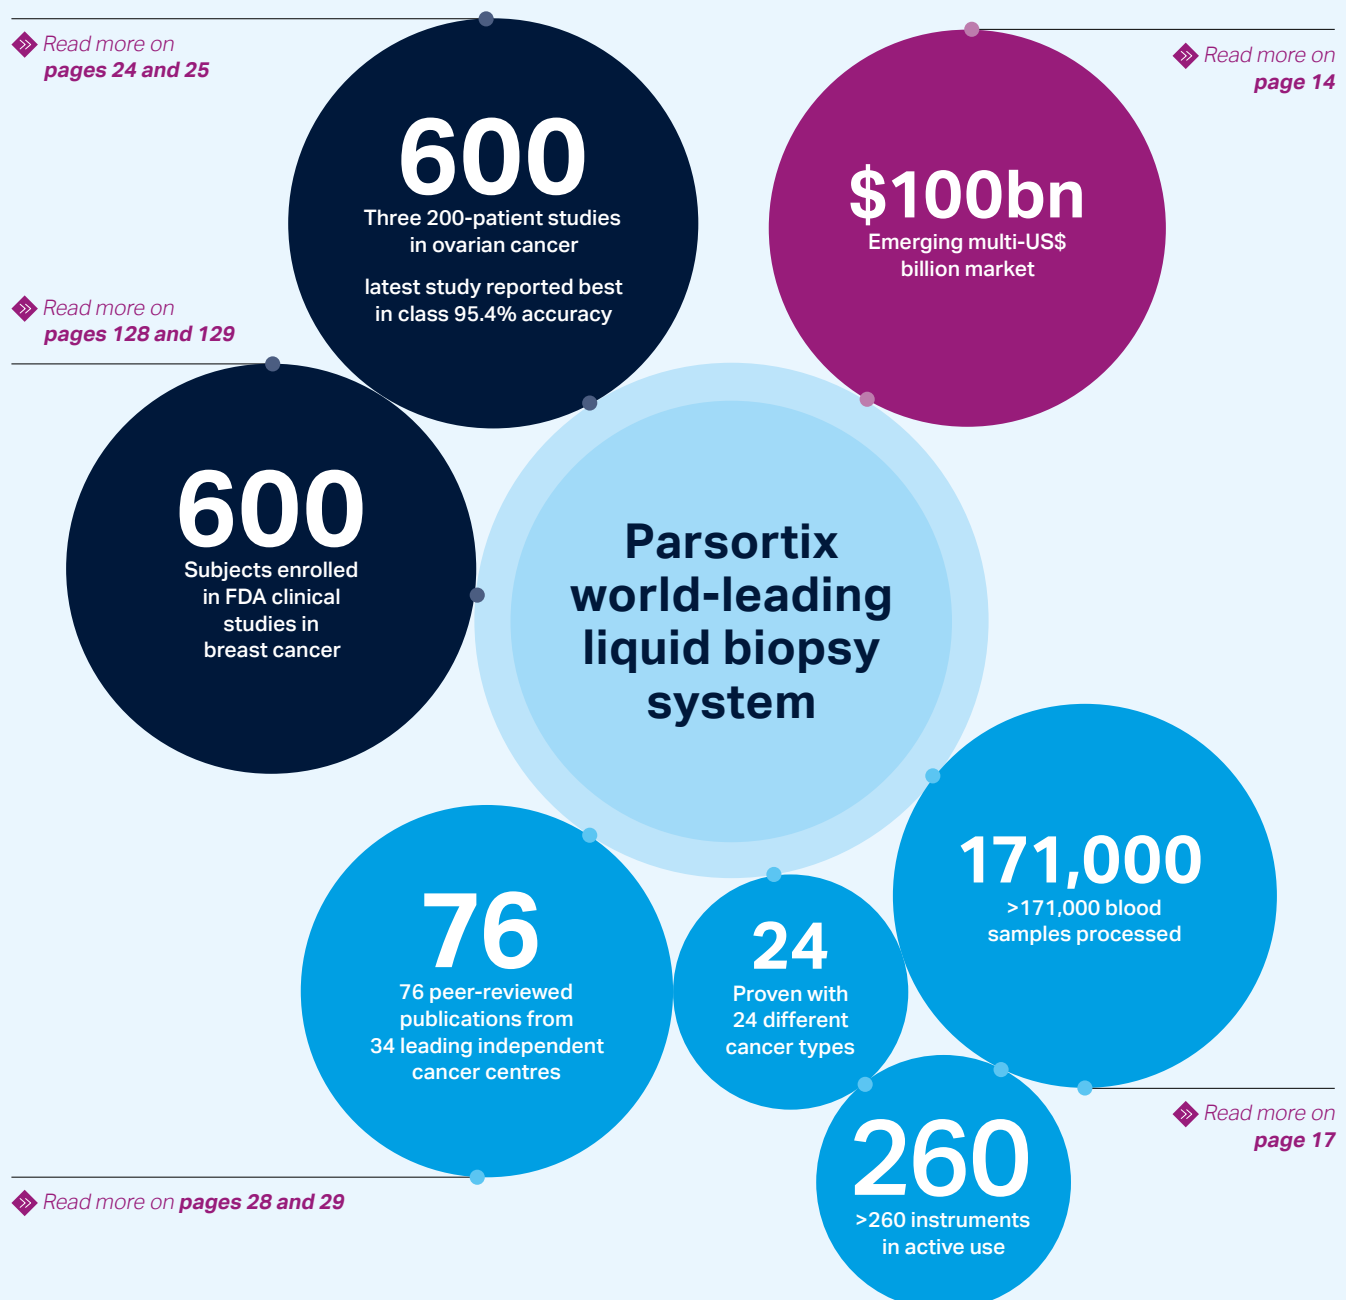 Read more on
pages 24 and 25
600
Three 200-patient studies
in ovarian cancer
latest study reported best
in class 95.4% accuracy
$100bn
Emerging multi-US$
billion market
Read more on
page 14
Read more on
pages 128 and 129
600
Subjects enrolled
in FDA clinical
studies in
breast cancer
Parsortix
world-leading
liquid biopsy
system
171,000
>171,000 blood
samples processed
76
76 peer-reviewed
publications from
34 leading independent
cancer centres
24
Proven with
24 different
cancer types
Read more on
page 17
260
>260 instruments
in active use
Read more on pages 28 and 29